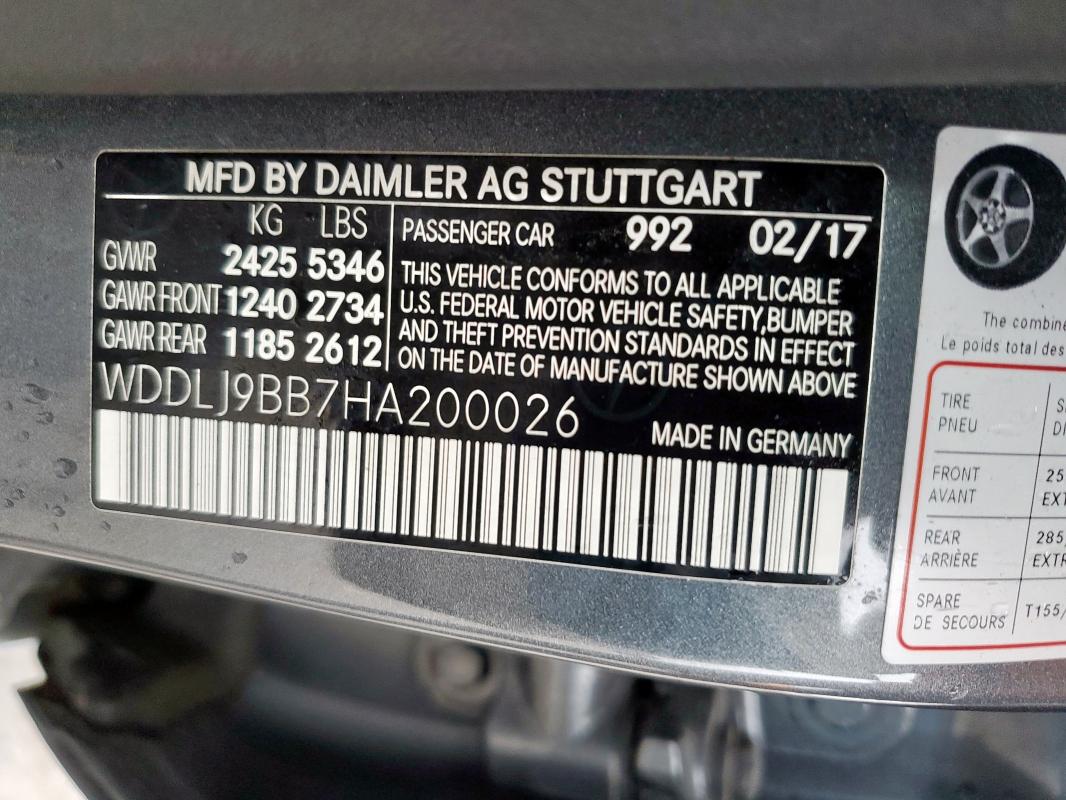 MFD BY DAIMLER AG STUTTGART
KG LBS
GVWR 2425 5346
GAWR FRONT 1240 2734
GAWR REAR 1185 2612
PASSENGER CAR 992 02/17
THIS VEHICLE CONFORMS TO ALL APPLICABLE
U.S. FEDERAL MOTOR VEHICLE SAFETY,BUMPER
AND THEFT PREVENTION STANDARDS IN EFFECT
ON THE DATE OF MANUFACTURE SHOWN ABOVE
WDDLJ9BB7HA200026
MADE IN GERMANY
The combine
Le poids total des
TIRE
PNEU
FRONT
AVANT
REAR
ARRIÈRE
285
EXTR
SPARE
DE SECOURS
T155/